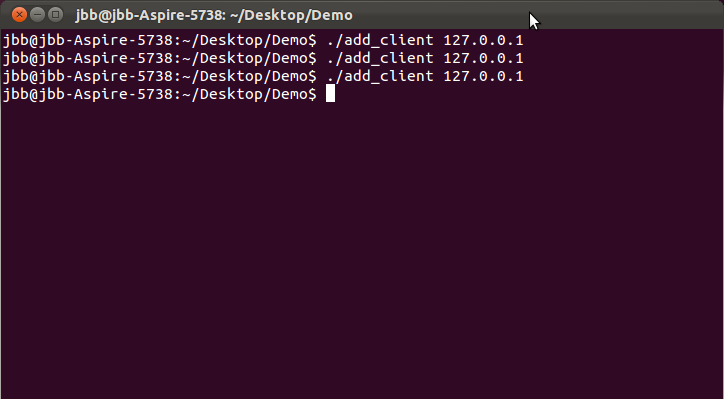 jbb@jbb-Aspire-5738: ~/Desktop/Demo
jbb@jbb-Aspire-5738:~/Desktop/Demo$ ./add_client 127.0.0.1
jbb@jbb-Aspire-5738:~/Desktop/Demo$ ./add_client 127.0.0.1
jbb@jbb-Aspire-5738:~/Desktop/Demo$ ./add_client 127.0.0.1
jbb@jbb-Aspire-5738:~/Desktop/Demo$